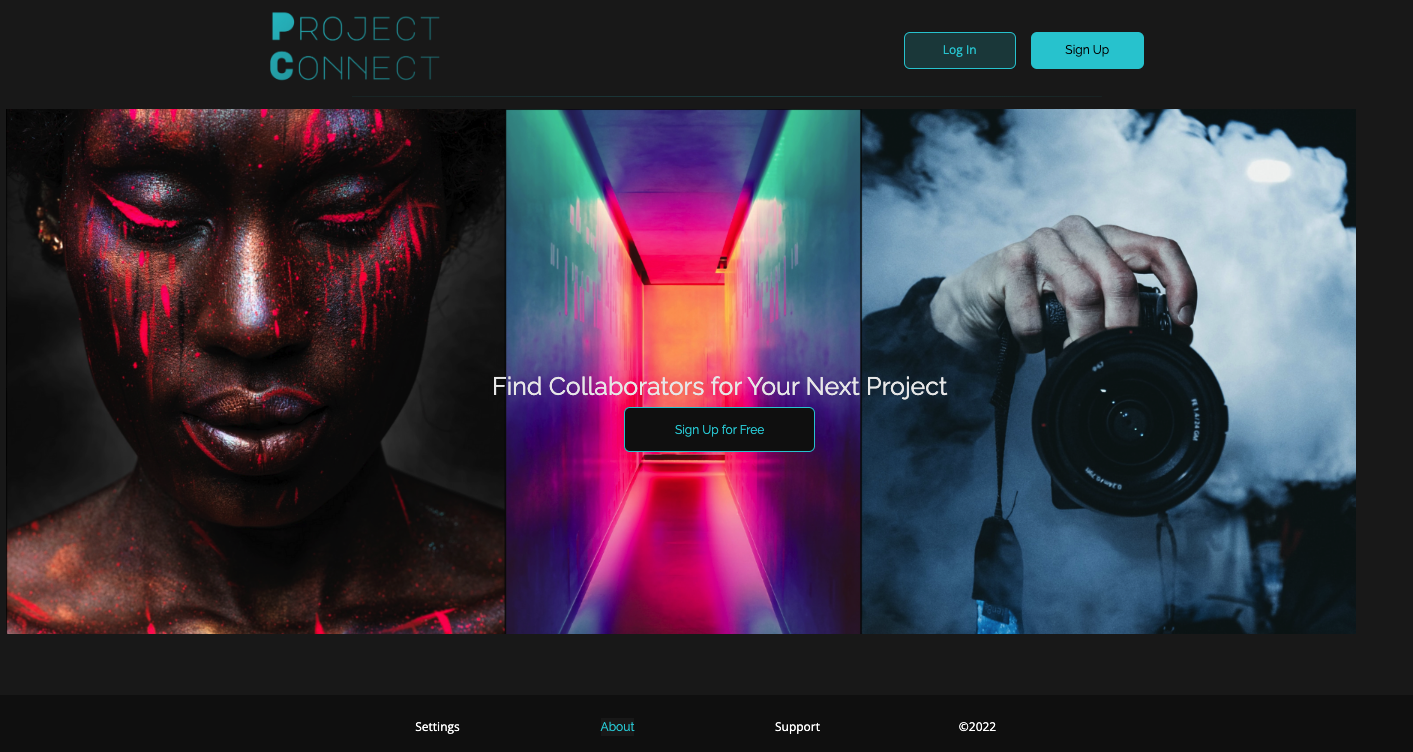 PROJECT
CONNECT
Log In
Sign Up
Find Collaborators for Your Next Project
Sign Up for Free
Settings
About
Support
©2022